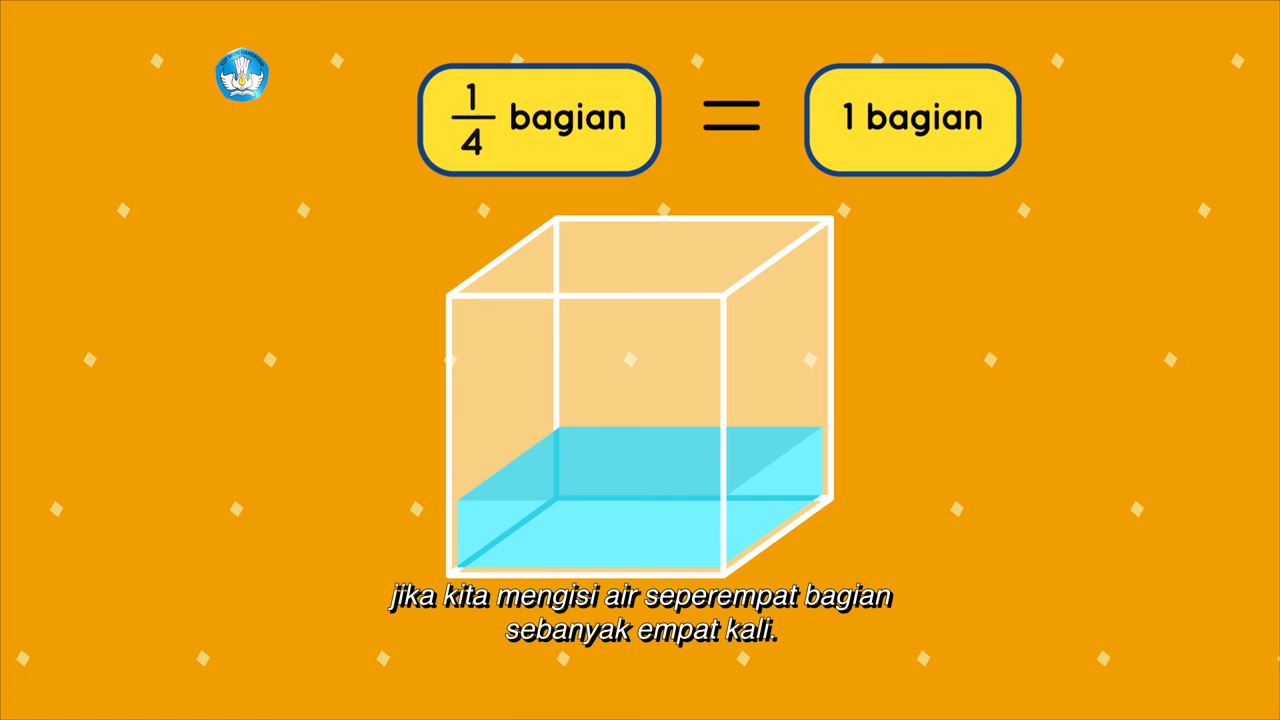 1/4 bagian = 1 bagian
jika kita mengisi air seperempat bagian
sebanyak empat kali.